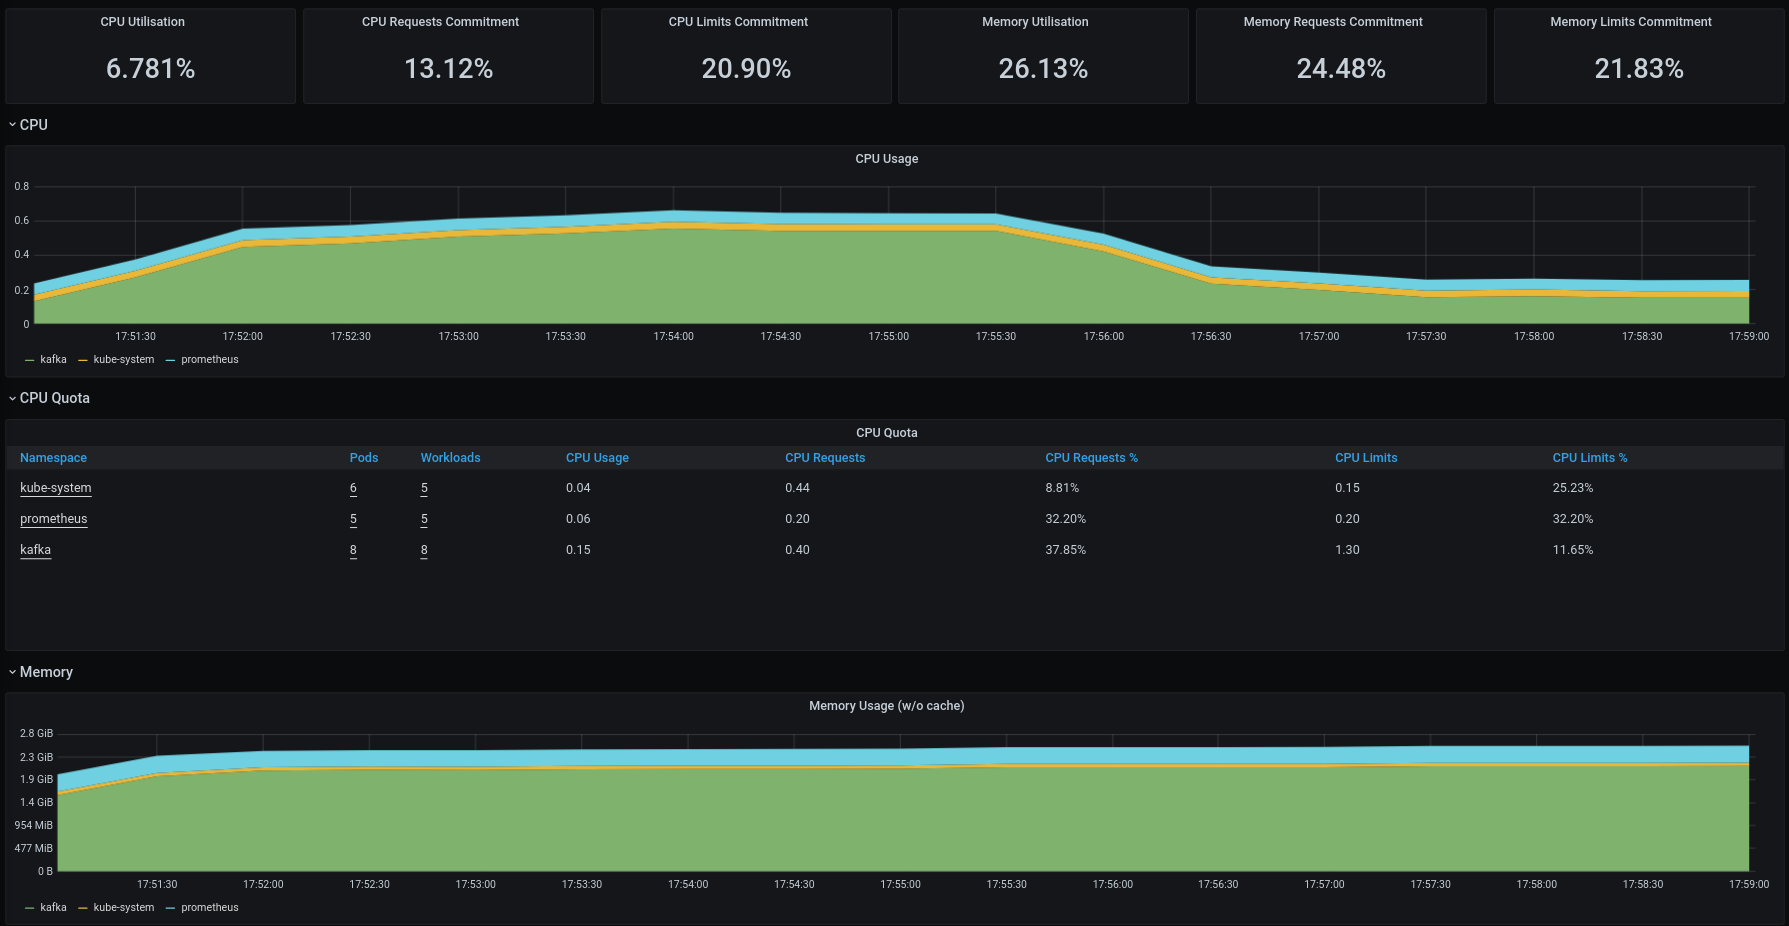 CPU Utilisation CPU Requests Commitment CPU Limits Commitment Memory Utilisation Memory Requests Commitment Memory Limits Commitment
6.781% 13.12% 20.90% 26.13% 24.48% 21.83%
CPU
CPU Usage
0.8
0.6
0.4
0.2
0
17:51:30 17:52:00 17:52:30 17:53:00 17:53:30 17:54:00 17:54:30 17:55:00 17:55:30 17:56:00 17:56:30 17:57:00 17:57:30 17:58:00 17:58:30 17:59:00
kafka kube-system prometheus
CPU Quota
CPU Quota
Namespace Pods Workloads CPU Usage CPU Requests CPU Requests % CPU Limits CPU Limits %
kube-system 6 5 0.04 0.44 8.81% 0.15 25.23%
prometheus 5 5 0.06 0.20 32.20% 0.20 32.20%
kafka 8 8 0.15 0.40 37.85% 1.30 11.65%
Memory
Memory Usage (w/o cache)
2.8 GiB
2.3 GiB
1.9 GiB
1.4 GiB
954 MiB
477 MiB
0 B
17:51:30 17:52:00 17:52:30 17:53:00 17:53:30 17:54:00 17:54:30 17:55:00 17:55:30 17:56:00 17:56:30 17:57:00 17:57:30 17:58:00 17:58:30 17:59:00
kafka kube-system prometheus